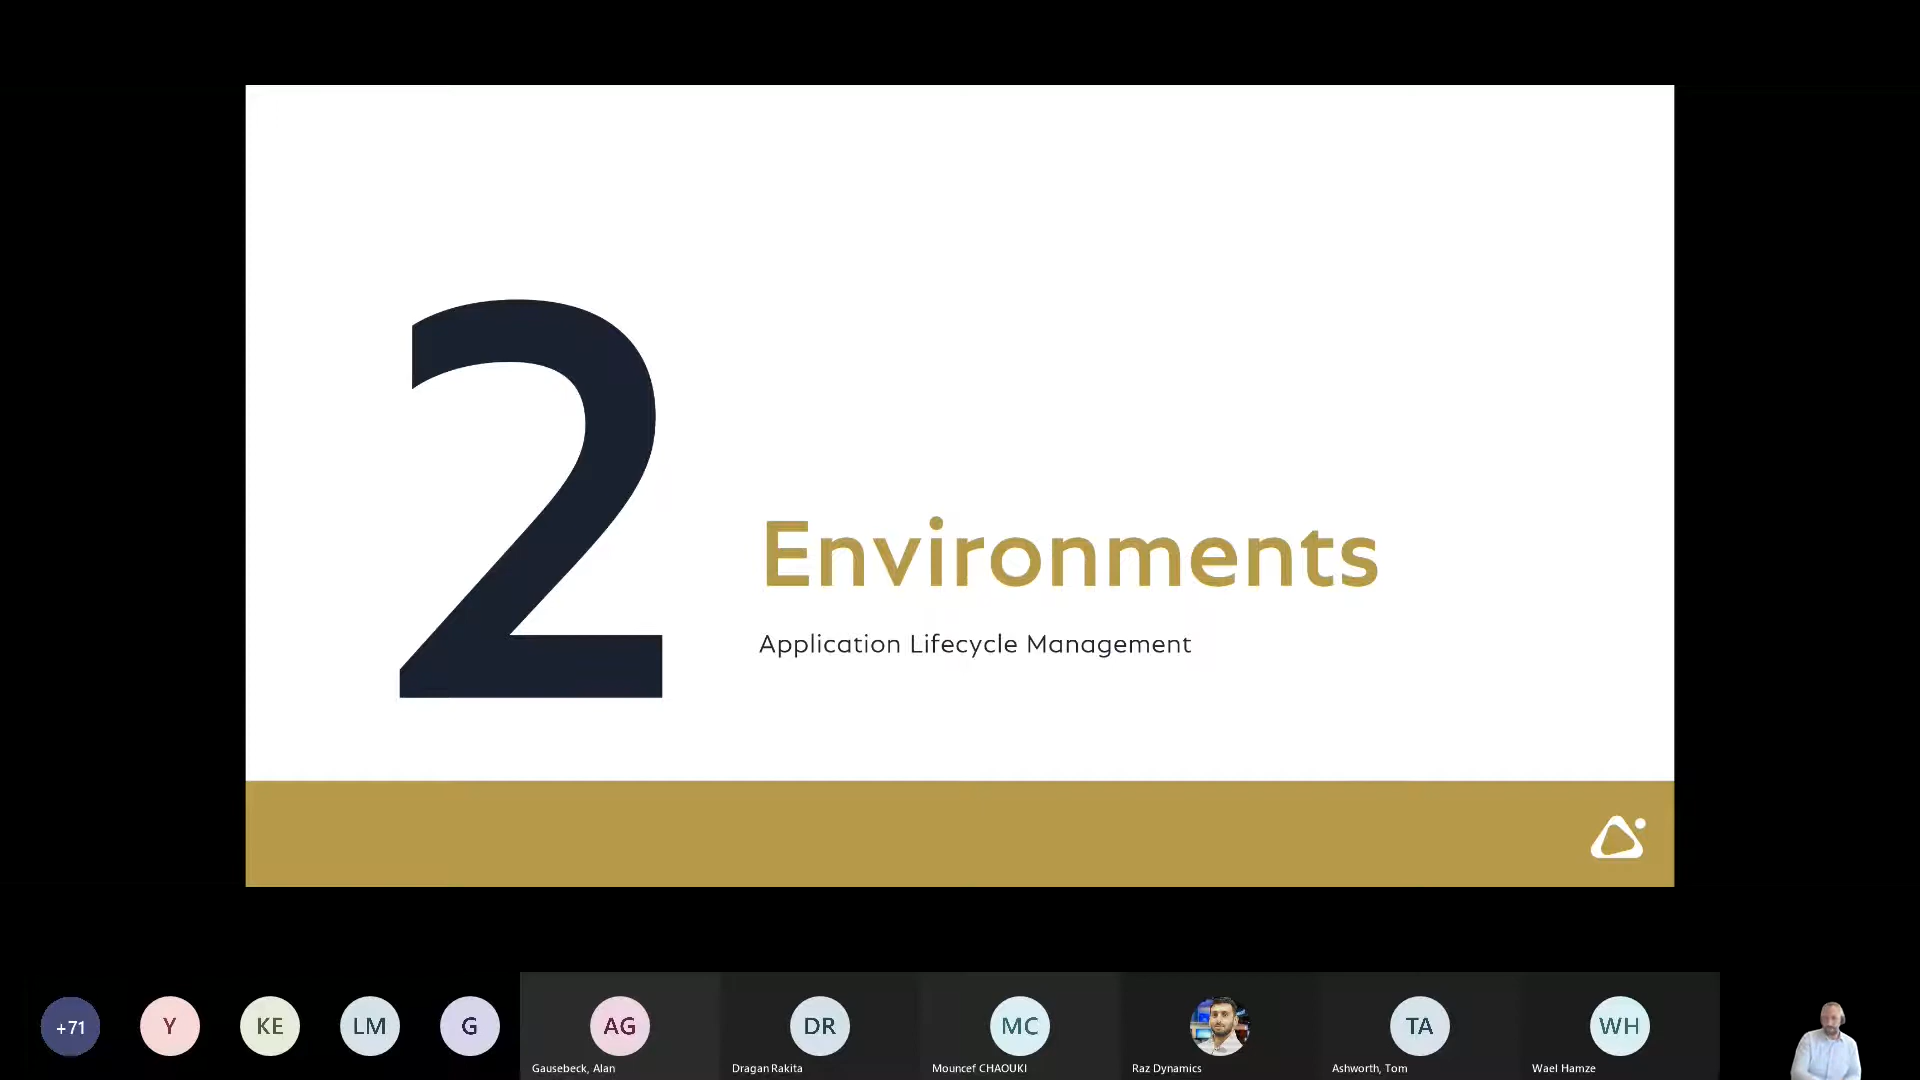 2
Environments
Application Lifecycle Management
+71
Y
KE
LM
G
AG
DR
MC
TA
WH
Gausebeck, Alan
Dragan Rakita
Mouncef CHAOUKI
Raz Dynamics
Ashworth, Tom
Wael Hamze